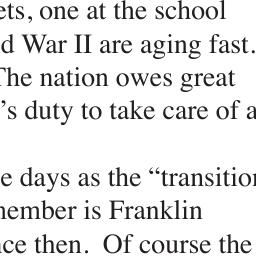 ets, one at the school
d War II are aging fast.
The nation owes great
's duty to take care of a
e days as the “transition
member is Franklin
nce then. Of course the